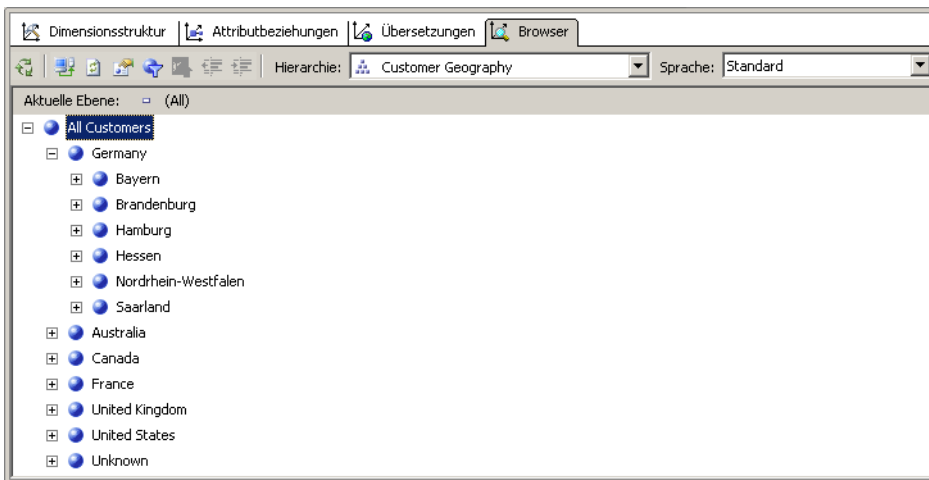 Dimensionsstruktur Attributbeziehungen Übersetzungen Browser
Hierarchie: Customer Geography Sprache: Standard
Aktuelle Ebene: (All)
All Customers
Germany
Bayern
Brandenburg
Hamburg
Hessen
Nordrhein-Westfalen
Saarland
Australia
Canada
France
United Kingdom
United States
Unknown